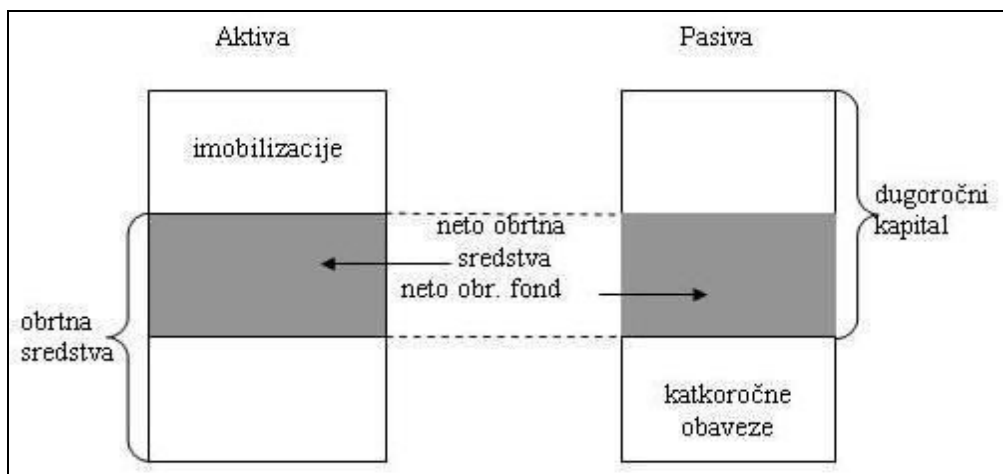 Aktiva
Pasiva
imobilizacije
dugoročni
kapital
neto obrtna
sredstva
neto obr. fond
obrtna
sredstva
katkoročne
obaveze